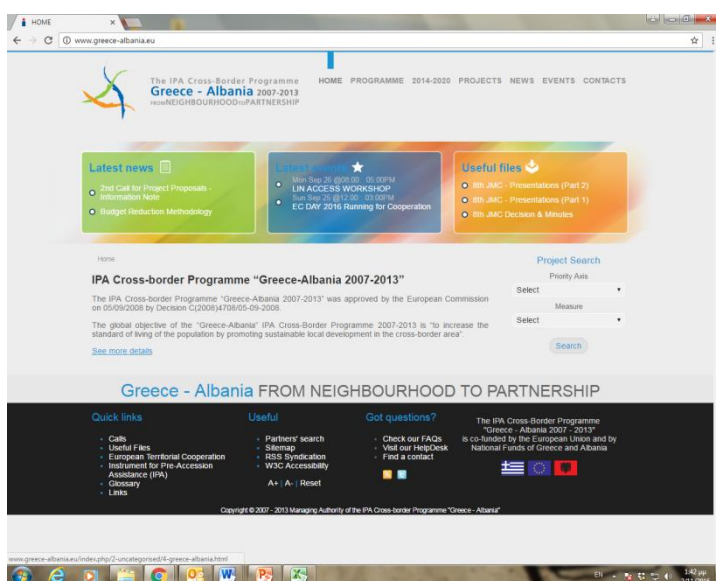 HOME
www.greece-albania.eu
The IPA Cross-Border Programme
Greece - Albania 2007-2013
FROM NEIGHBOURHOOD TO PARTNERSHIP
HOME PROGRAMME 2014-2020 PROJECTS NEWS EVENTS CONTACTS
Latest news
2nd Call for Project Proposals -
Information Note
Budget Reduction Methodology
Latest events
Mon Sep 26 @08:00 - 05:00PM
LIN ACCESS WORKSHOP
Sun Sep 25 @12:00 - 03:00PM
EC DAY 2016 Running for Cooperation
Useful files
8th JMC - Presentations (Part 2)
8th JMC - Presentations (Part 1)
8th JMC Decision & Minutes
Home
IPA Cross-border Programme “Greece-Albania 2007-2013”
The IPA Cross-border Programme “Greece-Albania 2007-2013” was approved by the European Commission
on 05/09/2008 by Decision C(2008)4708/05-09-2008.
The global objective of the “Greece-Albania” IPA Cross-Border Programme 2007-2013 is “to increase the
standard of living of the population by promoting sustainable local development in the cross-border area”.
See more details
Project Search
Priority Axis
Select
Measure
Select
Search
Greece - Albania FROM NEIGHBOURHOOD TO PARTNERSHIP
Quick links
Calls
Useful Files
European Territorial Cooperation
Instrument for Pre-Accession
Assistance (IPA)
Glossary
Links
Useful
Partners' search
Sitemap
RSS Syndication
W3C Accessibility
A+ | A- | Reset
Got questions?
Check our FAQs
Visit our HelpDesk
Find a contact
The IPA Cross-Border Programme
"Greece - Albania 2007 - 2013"
is co-funded by the European Union and by
National Funds of Greece and Albania
Copyright © 2007 - 2013 Managing Authority of the IPA Cross-border Programme "Greece - Albania"
www.greece-albania.eu/index.php/2-uncategorised/4-greece-albania.html
EN
1:42 μμ